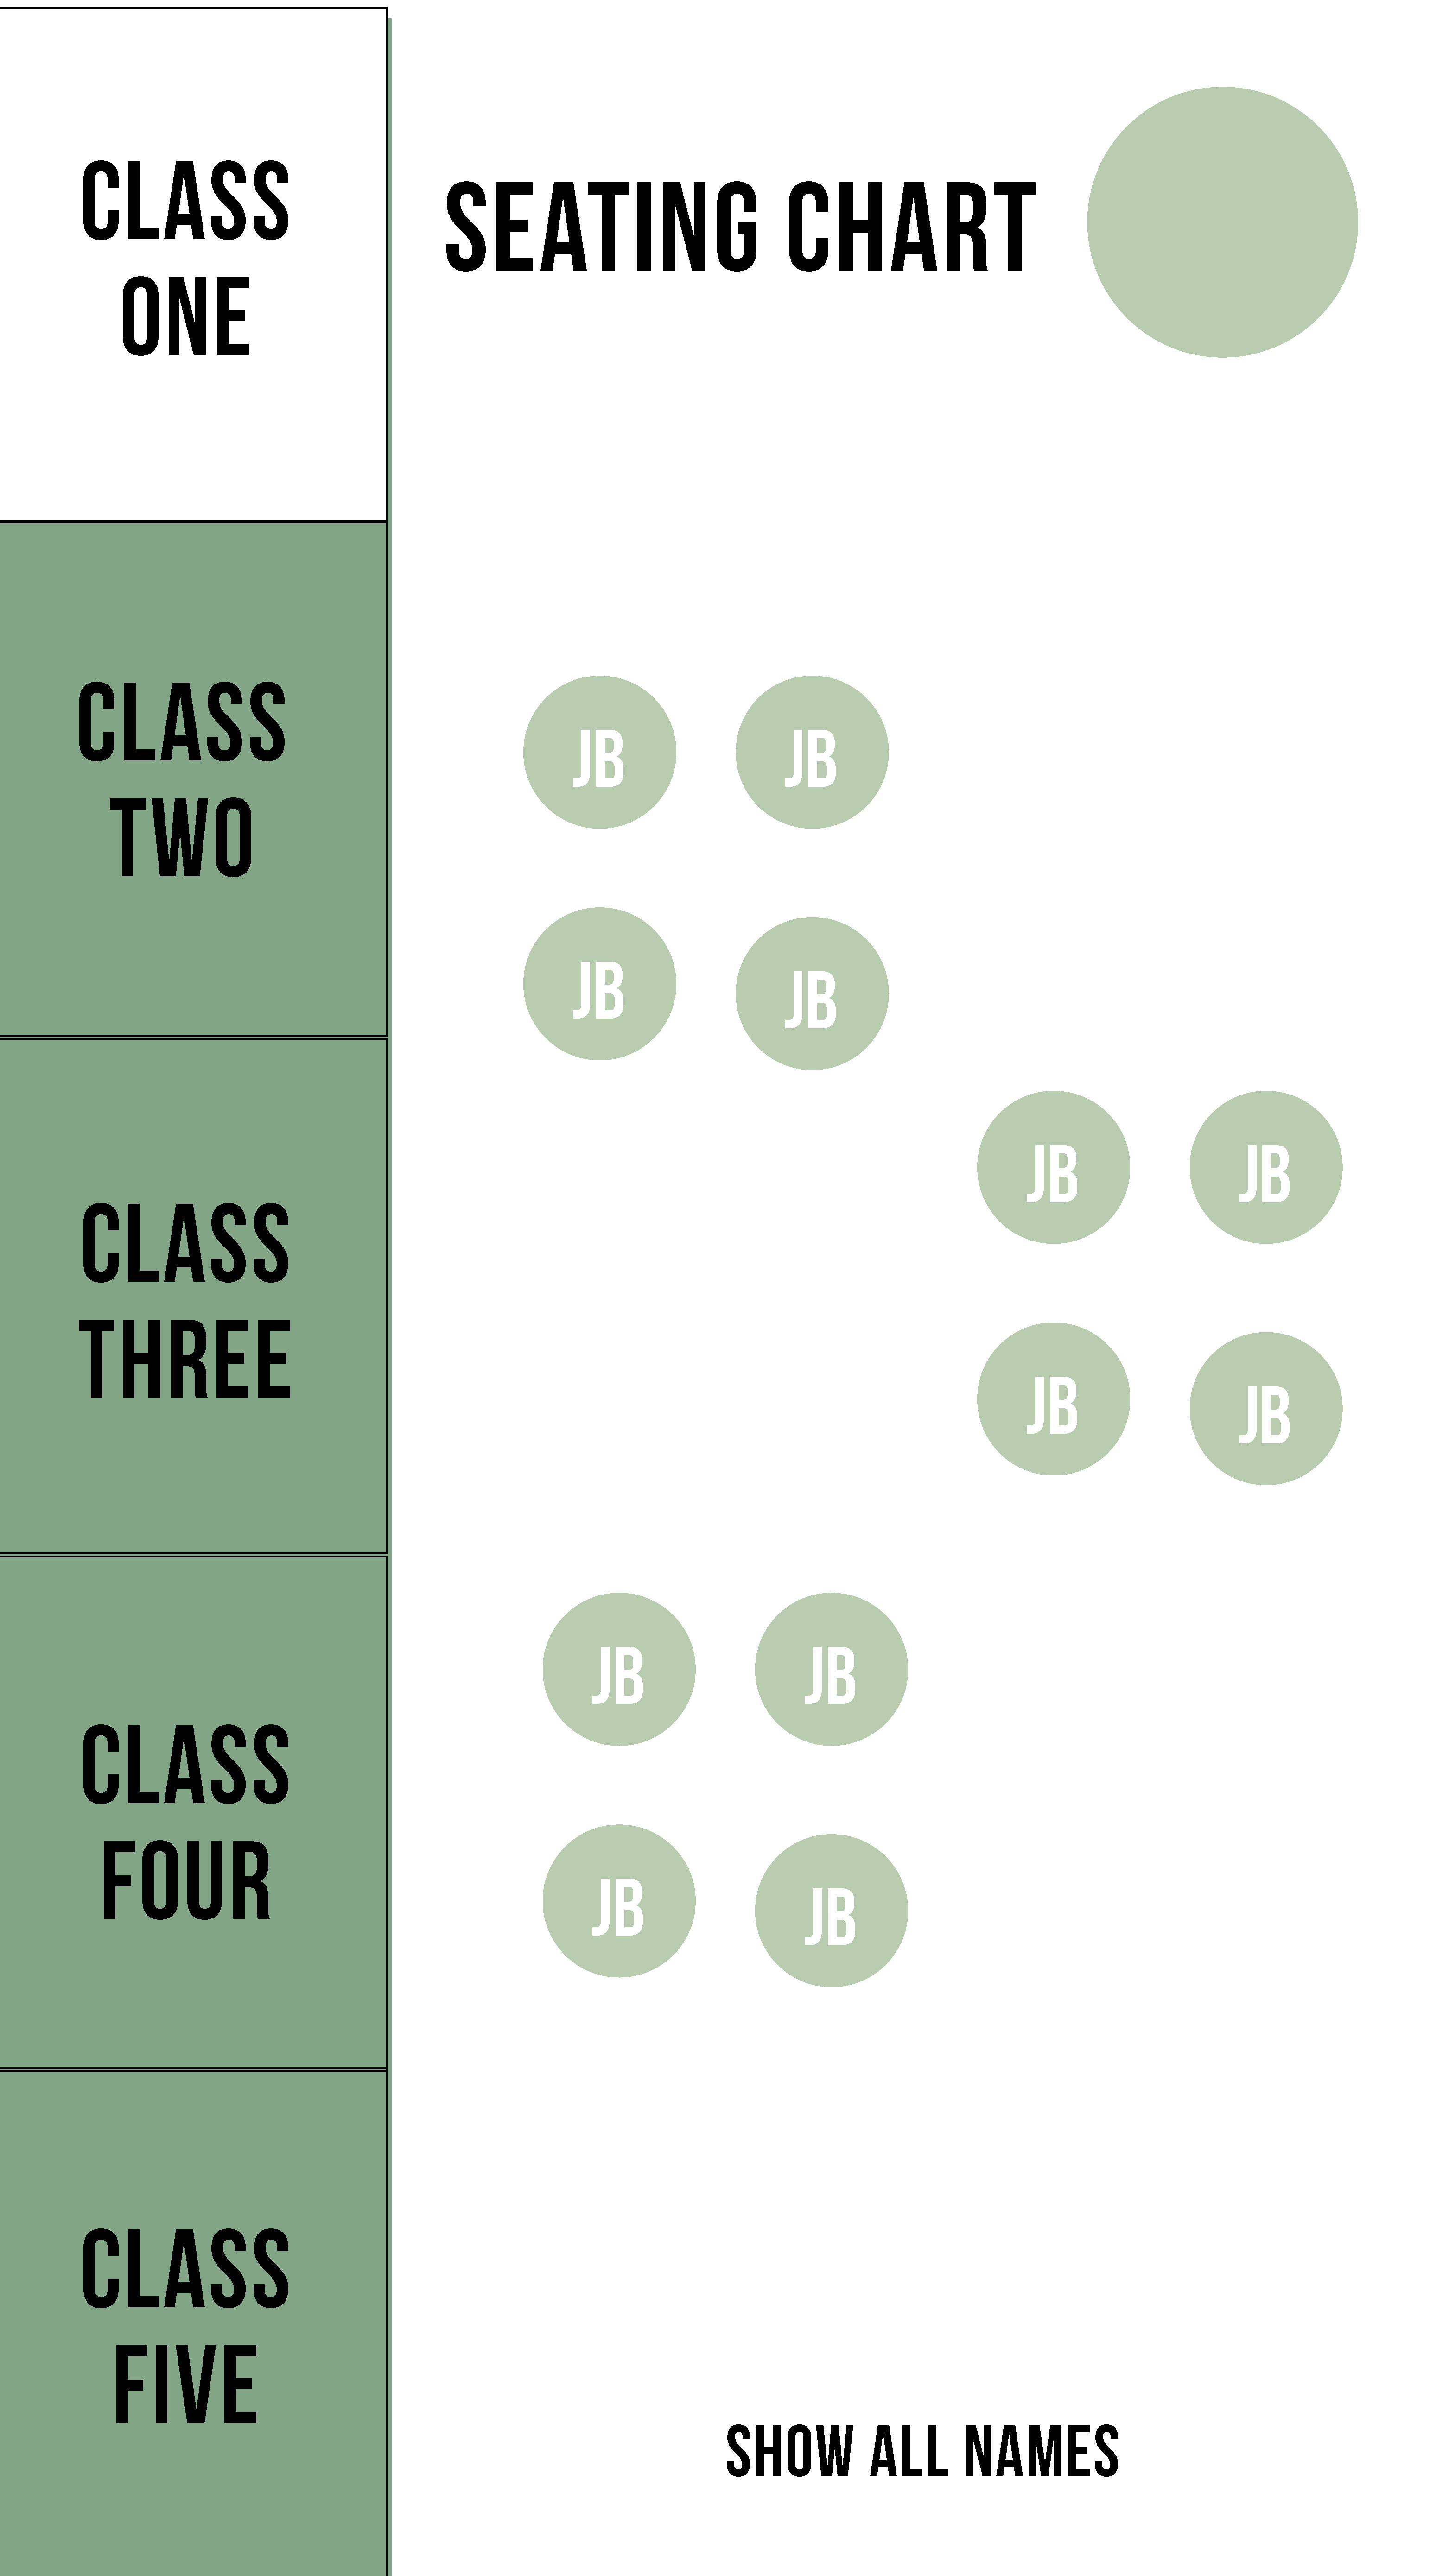 CLASS
ONE
CLASS
TWO
CLASS
THREE
CLASS
FOUR
CLASS
FIVE
SEATING CHART
JB JB
JB JB
JB JB
JB JB
JB JB
JB JB
SHOW ALL NAMES